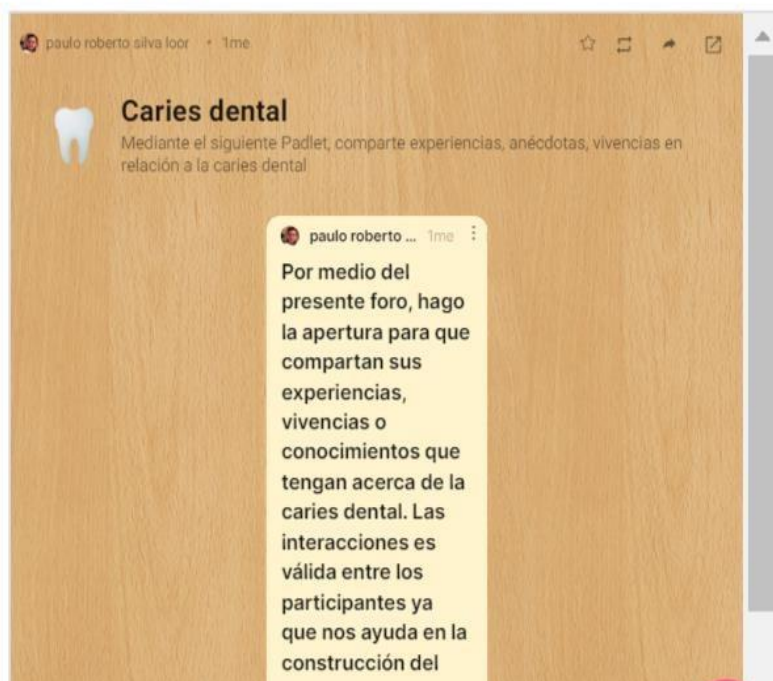 paulo roberto silva loor • 1me
Caries dental
Mediante el siguiente Padlet, comparte experiencias, anécdotas, vivencias en
relación a la caries dental
paulo roberto ... 1me
Por medio del
presente foro, hago
la apertura para que
compartan sus
experiencias,
vivencias o
conocimientos que
tengan acerca de la
caries dental. Las
interacciones es
válida entre los
participantes ya
que nos ayuda en la
construcción del